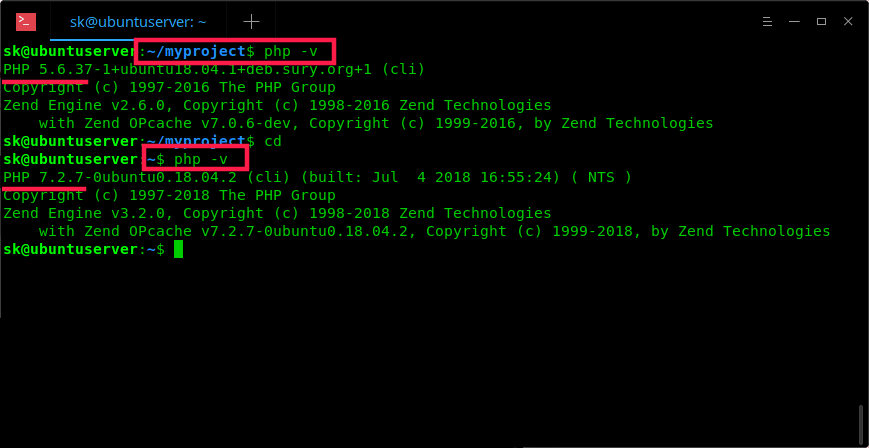 sk@ubuntuserver: ~
sk@ubuntuserver:~/myproject$ php -v
PHP 5.6.37-1+ubuntu18.04.1+deb.sury.org+1 (cli)
Copyright (c) 1997-2016 The PHP Group
Zend Engine v2.6.0, Copyright (c) 1998-2016 Zend Technologies
    with Zend OPcache v7.0.6-dev, Copyright (c) 1999-2016, by Zend Technologies
sk@ubuntuserver:~/myproject$ cd
sk@ubuntuserver:~$ php -v
PHP 7.2.7-0ubuntu0.18.04.2 (cli) (built: Jul  4 2018 16:55:24) ( NTS )
Copyright (c) 1997-2018 The PHP Group
Zend Engine v3.2.0, Copyright (c) 1998-2018 Zend Technologies
    with Zend OPcache v7.2.7-0ubuntu0.18.04.2, Copyright (c) 1999-2018, by Zend Technologies
sk@ubuntuserver:~$